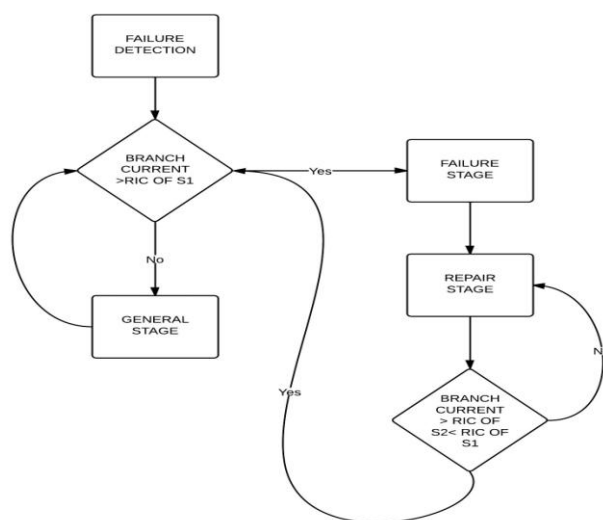 FAILURE
DETECTION
BRANCH
CURRENT
>RIC OF S1
Yes
FAILURE
STAGE
No
REPAIR
STAGE
GENERAL
STAGE
N
Yes
BRANCH
CURRENT
> RIC OF
S2< RIC OF
S1